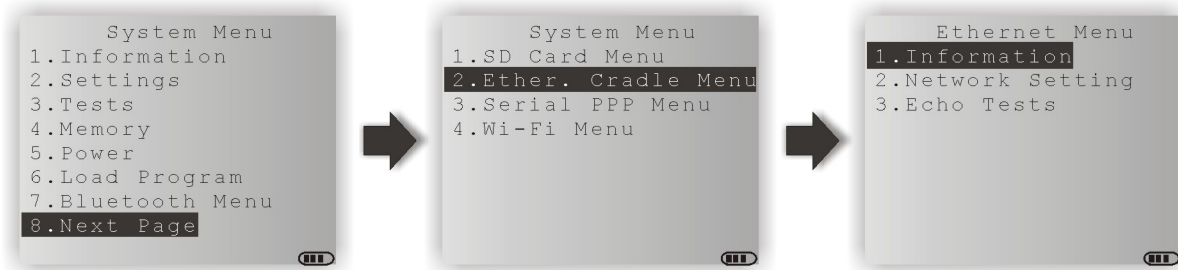 System Menu
1.Information
2.Settings
3.Tests
4.Memory
5.Power
6.Load Program
7.Bluetooth Menu
8.Next Page
System Menu
1.SD Card Menu
2.Ether. Cradle Menu
3.Serial PPP Menu
4.Wi-Fi Menu
Ethernet Menu
1.Information
2.Network Setting
3.Echo Tests